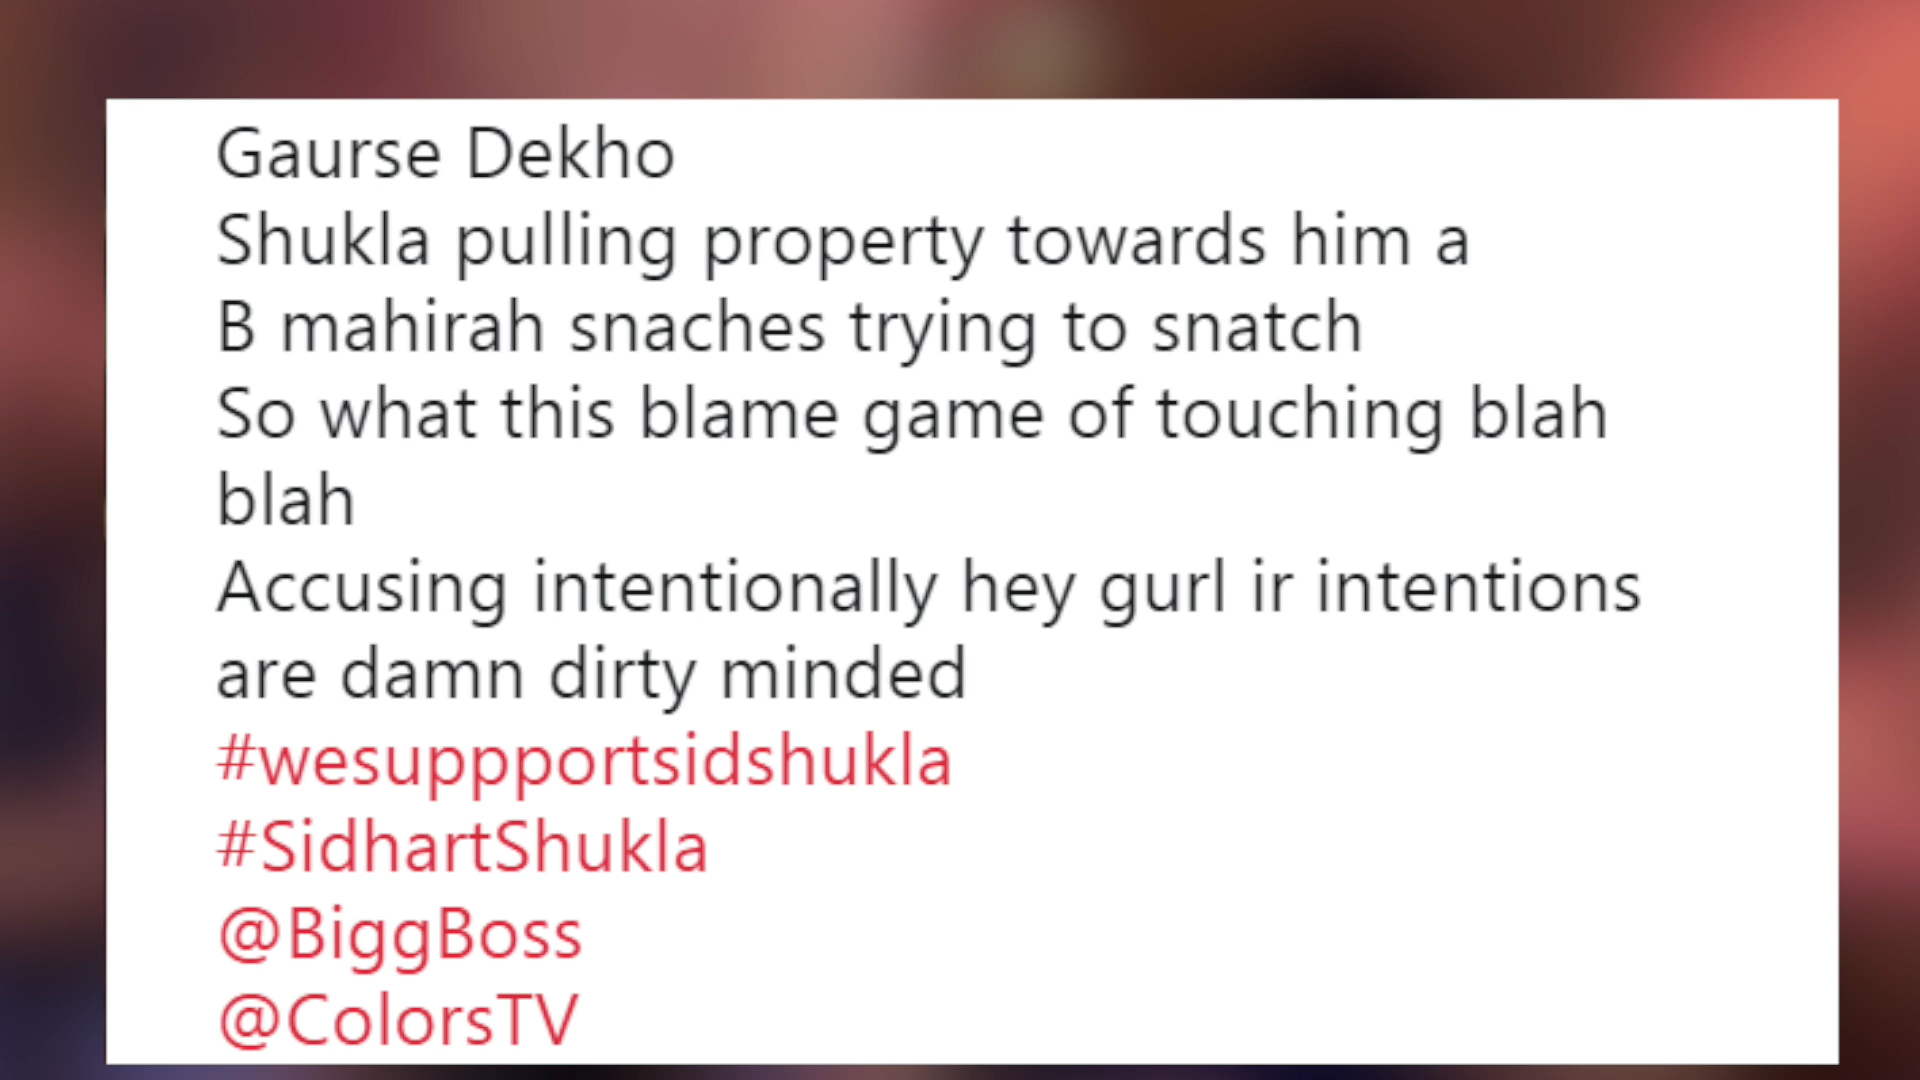 Gaurse Dekho
Shukla pulling property towards him a
B mahirah snaches trying to snatch
So what this blame game of touching blah
blah
Accusing intentionally hey gurl ir intentions
are damn dirty minded
#wesuppportsidshukla
#SidhartShukla
@BiggBoss
@ColorsTV